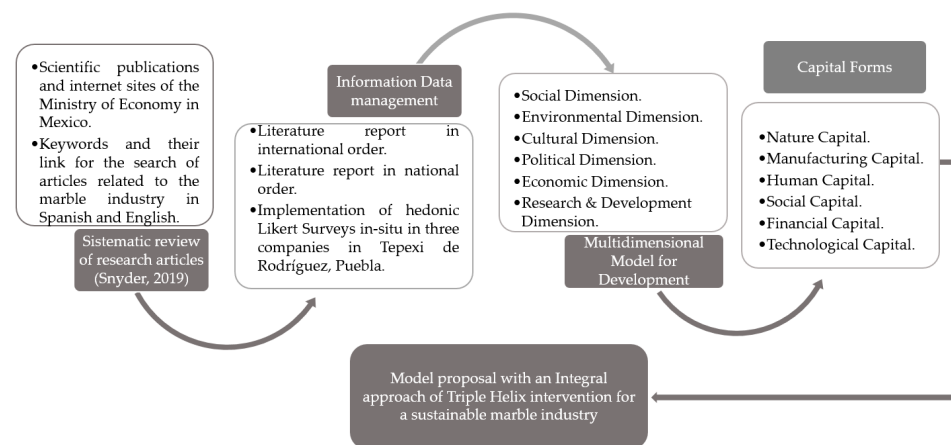 •Scientific publications
and internet sites of the
Ministry of Economy in
Mexico.
•Keywords and their
link for the search of
articles related to the
marble industry in
Spanish and English.
Sistematic review
of research articles
(Snyder, 2019)
Information Data
management
•Literature report in
international order.
•Literature report in national
order.
•Implementation of hedonic
Likert Surveys in-situ in three
companies in Tepexi de
Rodríguez, Puebla.
•Social Dimension.
•Environmental Dimension.
•Cultural Dimension.
•Political Dimension.
•Economic Dimension.
•Research & Development
Dimension.
Multidimensional
Model for
Development
Capital Forms
•Nature Capital.
•Manufacturing Capital.
•Human Capital.
•Social Capital.
•Financial Capital.
•Technological Capital.
Model proposal with an Integral
approach of Triple Helix intervention for
a sustainable marble industry